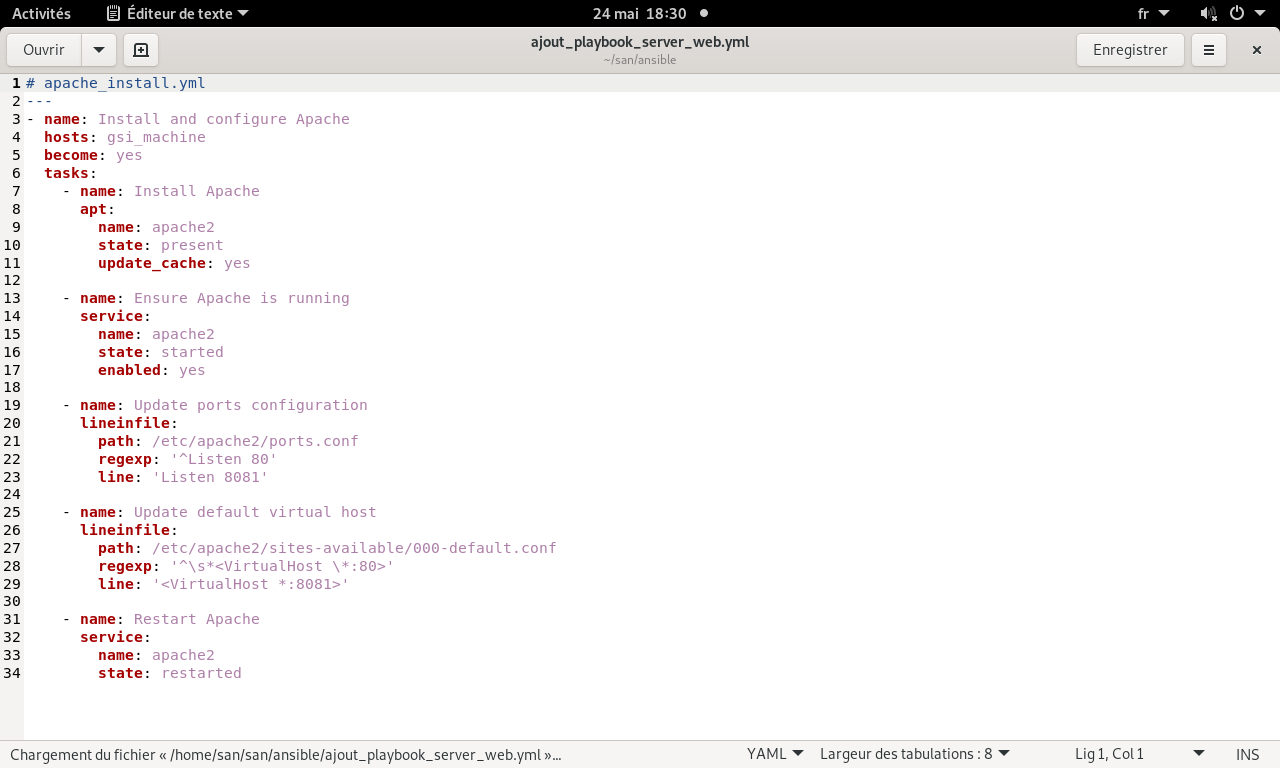 Activités Éditeur de texte 24 mai 18:30 fr
Ouvrir ajout_playbook_server_web.yml Enregistrer
~/san/ansible
1 # apache_install.yml
2 ---
3 - name: Install and configure Apache
4   hosts: gsi_machine
5   become: yes
6   tasks:
7     - name: Install Apache
8       apt:
9         name: apache2
10         state: present
11         update_cache: yes
12
13     - name: Ensure Apache is running
14       service:
15         name: apache2
16         state: started
17         enabled: yes
18
19     - name: Update ports configuration
20       lineinfile:
21         path: /etc/apache2/ports.conf
22         regexp: '^Listen 80'
23         line: 'Listen 8081'
24
25     - name: Update default virtual host
26       lineinfile:
27         path: /etc/apache2/sites-available/000-default.conf
28         regexp: '^\s*<VirtualHost \*:80>'
29         line: '<VirtualHost *:8081>'
30
31     - name: Restart Apache
32       service:
33         name: apache2
34         state: restarted
Chargement du fichier « /home/san/san/ansible/ajout_playbook_server_web.yml »… YAML Largeur des tabulations : 8 Lig 1, Col 1 INS